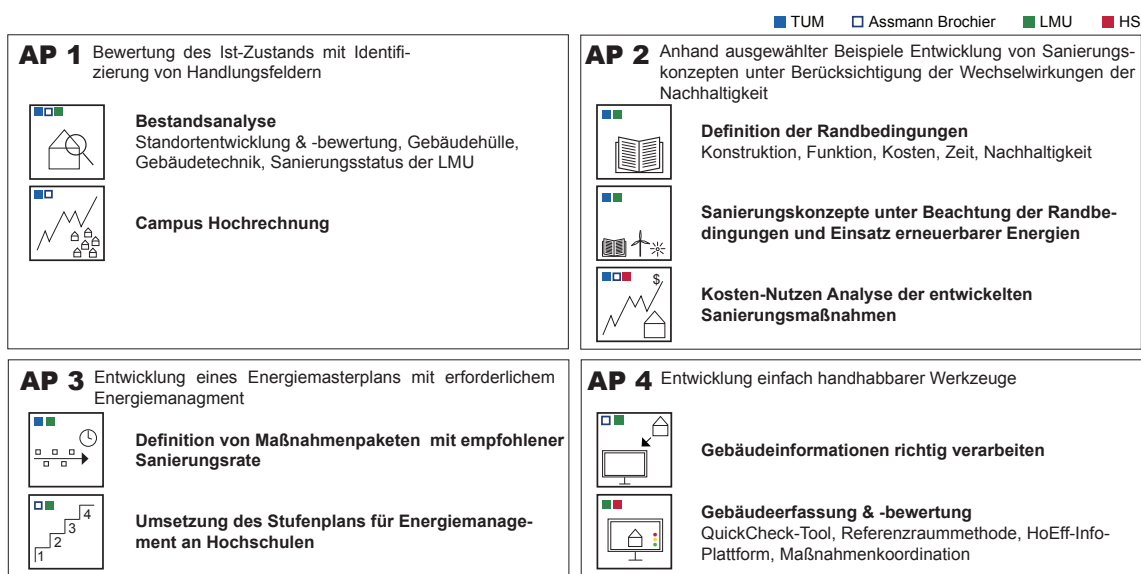 TUM Assmann Brochier LMU HS
AP 1 Bewertung des Ist-Zustands mit Identifi-
zierung von Handlungsfeldern
Bestandsanalyse
Standortentwicklung & -bewertung, Gebäudehülle,
Gebäudetechnik, Sanierungsstatus der LMU
Campus Hochrechnung
AP 2 Anhand ausgewählter Beispiele Entwicklung von Sanierungs-
konzepten unter Berücksichtigung der Wechselwirkungen der
Nachhaltigkeit
Definition der Randbedingungen
Konstruktion, Funktion, Kosten, Zeit, Nachhaltigkeit
Sanierungskonzepte unter Beachtung der Randbe-
dingungen und Einsatz erneuerbarer Energien
$
Kosten-Nutzen Analyse der entwickelten
Sanierungsmaßnahmen
AP 3 Entwicklung eines Energiemasterplans mit erforderlichem
Energiemanagment
Definition von Maßnahmenpaketen mit empfohlener
Sanierungsrate
1 2 3 4
Umsetzung des Stufenplans für Energiemanage-
ment an Hochschulen
AP 4 Entwicklung einfach handhabbarer Werkzeuge
Gebäudeinformationen richtig verarbeiten
Gebäudeerfassung & -bewertung
QuickCheck-Tool, Referenzraummethode, HoEff-Info-
Plattform, Maßnahmenkoordination